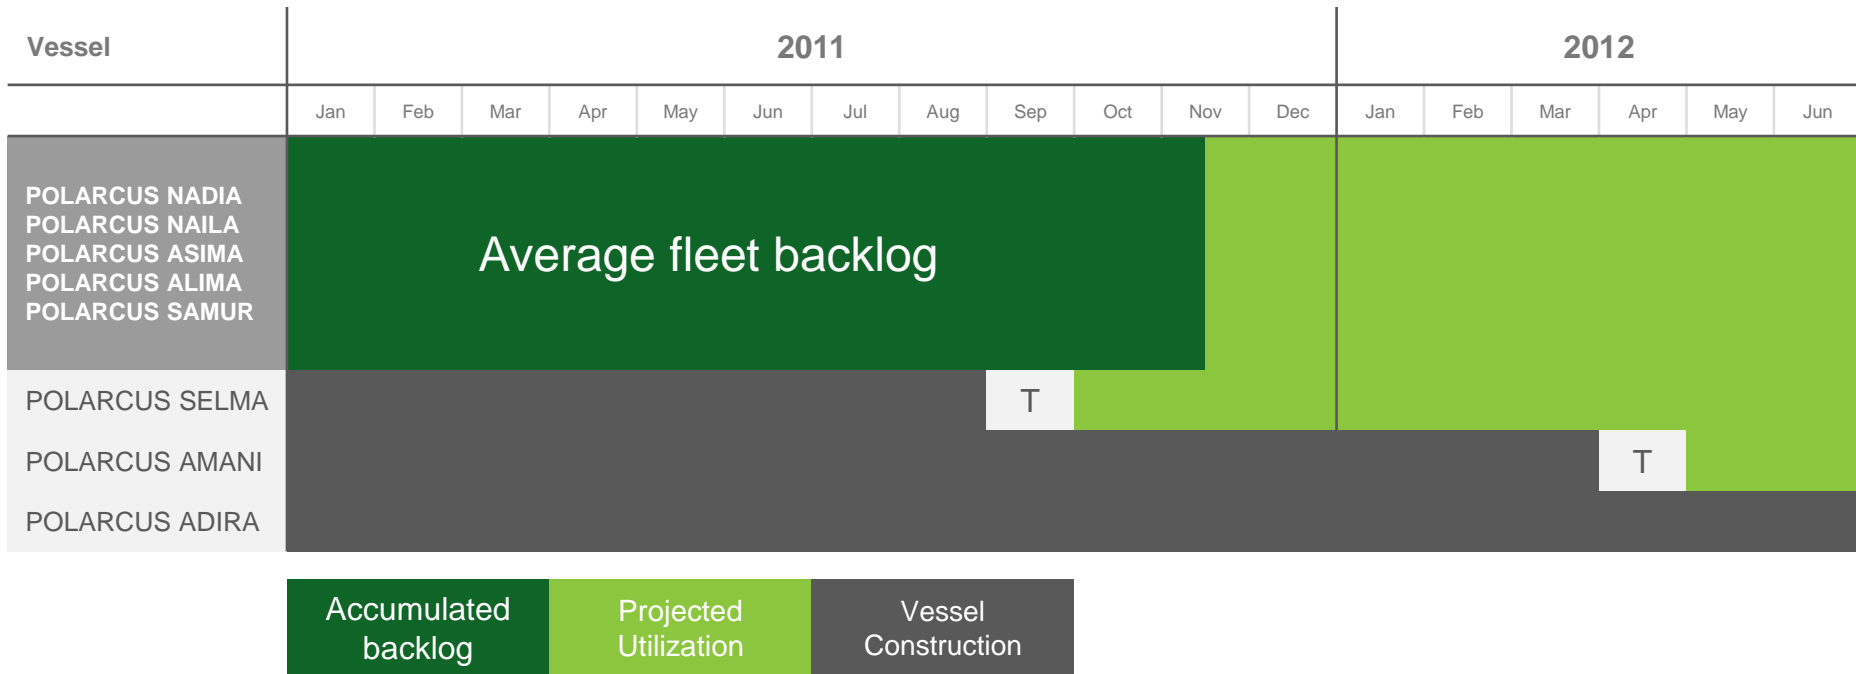 Vessel
2011
2012
Jan Feb Mar Apr May Jun Jul Aug Sep Oct Nov Dec Jan Feb Mar Apr May Jun
POLARCUS NADIA
POLARCUS NAILA
POLARCUS ASIMA
POLARCUS ALIMA
POLARCUS SAMUR
Average fleet backlog
POLARCUS SELMA
T
POLARCUS AMANI
T
POLARCUS ADIRA
Accumulated
backlog
Projected
Utilization
Vessel
Construction